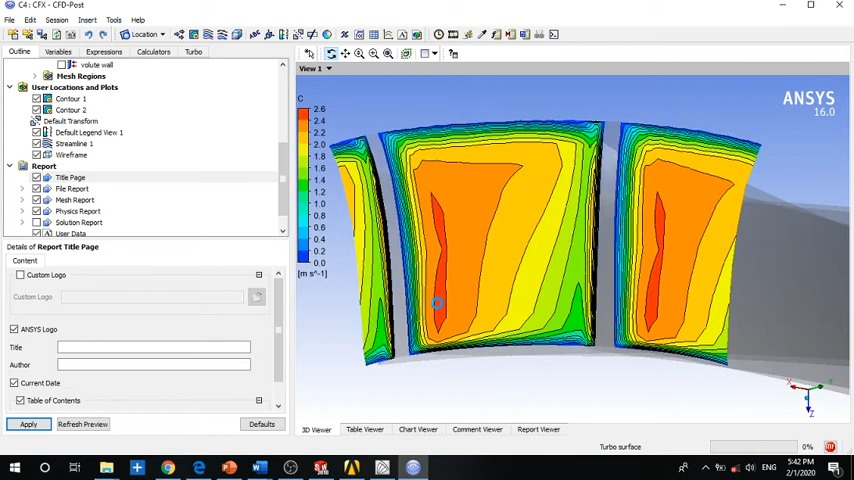 C4 : CFX - CFD-Post
File Edit Session Insert Tools Help
Location
Outline Variables Expressions Calculators Turbo
volute wall
Mesh Regions
User Locations and Plots
Contour 1
Contour 2
Default Transform
Default Legend View 1
Streamline 1
Wireframe
Report
Title Page
File Report
Mesh Report
Physics Report
Solution Report
User Data
Details of Report Title Page
Content
Custom Logo
Custom Logo
ANSYS Logo
Title
Author
Current Date
Table of Contents
Apply Refresh Preview Defaults
View 1
C
2.6
2.4
2.2
2.0
1.8
1.6
1.4
1.2
1.0
0.8
0.6
0.4
0.2
0.0
[m s^-1]
ANSYS
16.0
X Y
Z
3D Viewer Table Viewer Chart Viewer Comment Viewer Report Viewer
Turbo surface
0%
ENG
5:42 PM
2/1/2020